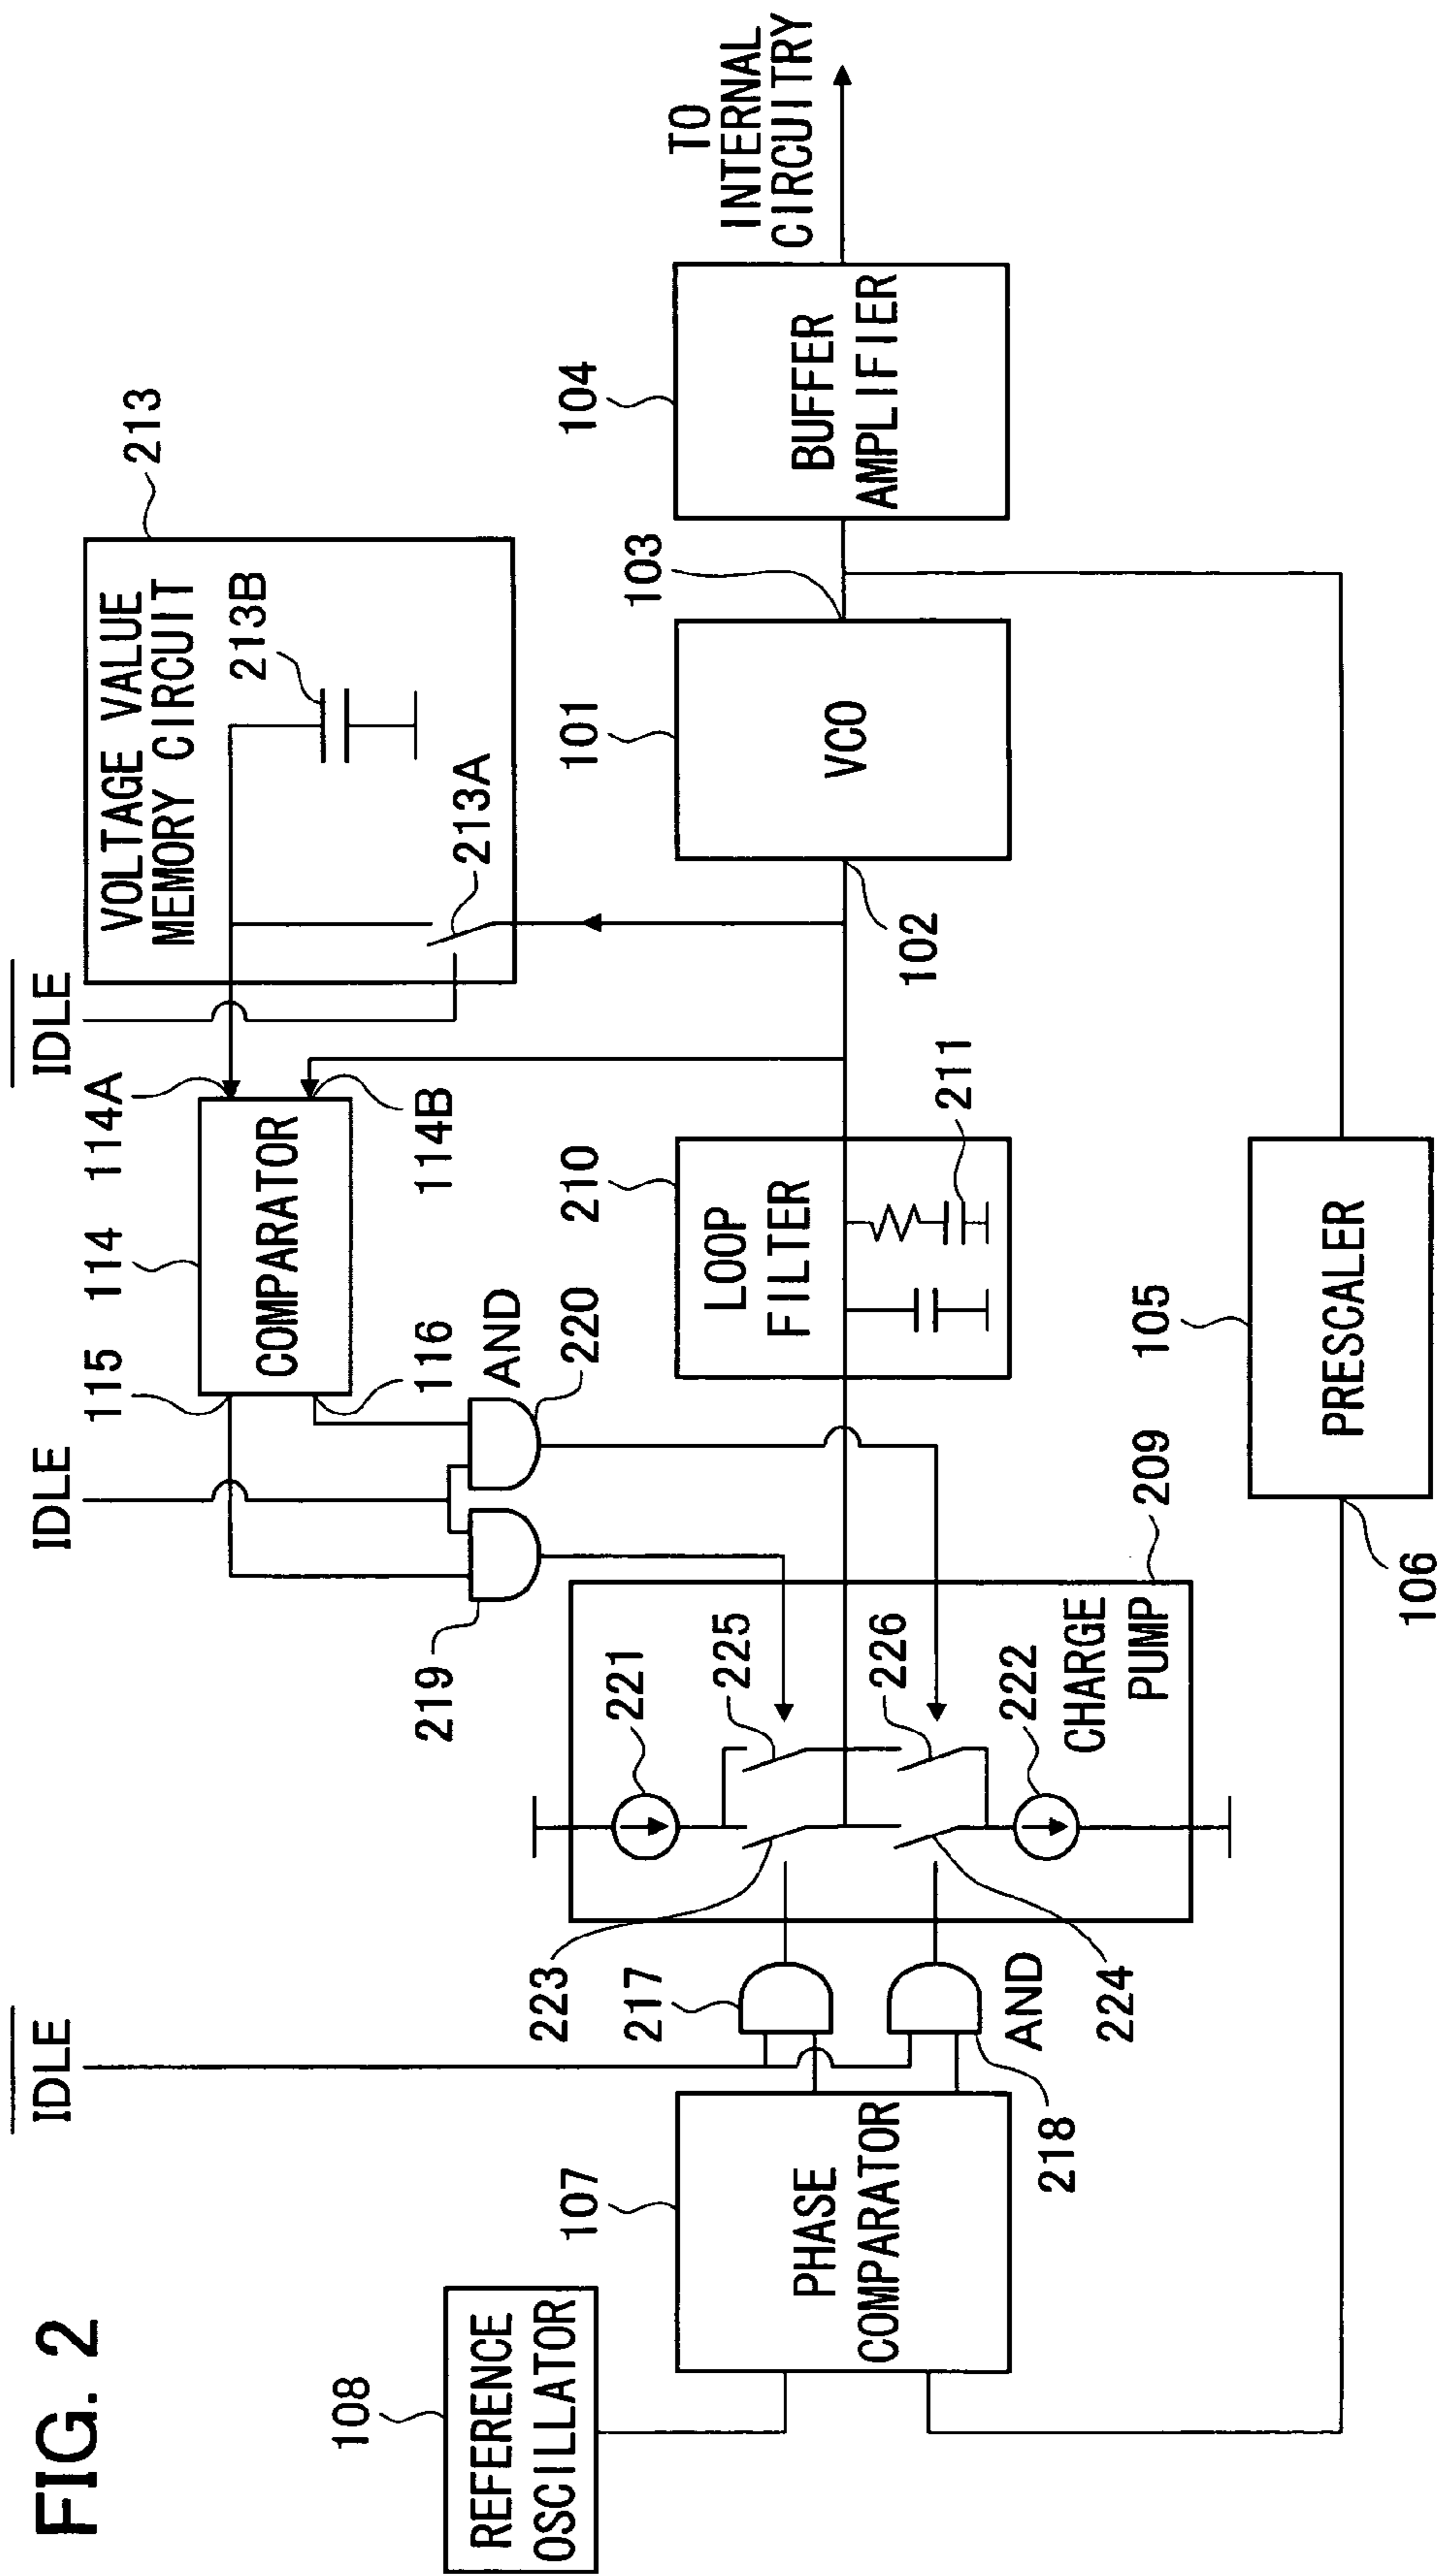 FIG. 2
IDLE
IDLE
IDLE
VOLTAGE VALUE
MEMORY CIRCUIT
213
213B
213A
114A
114B
114
COMPARATOR
115
116
AND
220
219
108
REFERENCE
OSCILLATOR
107
PHASE
COMPARATOR
217
218
AND
223
224
221
225
226
222
CHARGE
PUMP
209
210
LOOP
FILTER
211
102
101
VCO
103
104
BUFFER
AMPLIFIER
TO
INTERNAL
CIRCUITRY
105
PRESCALER
106